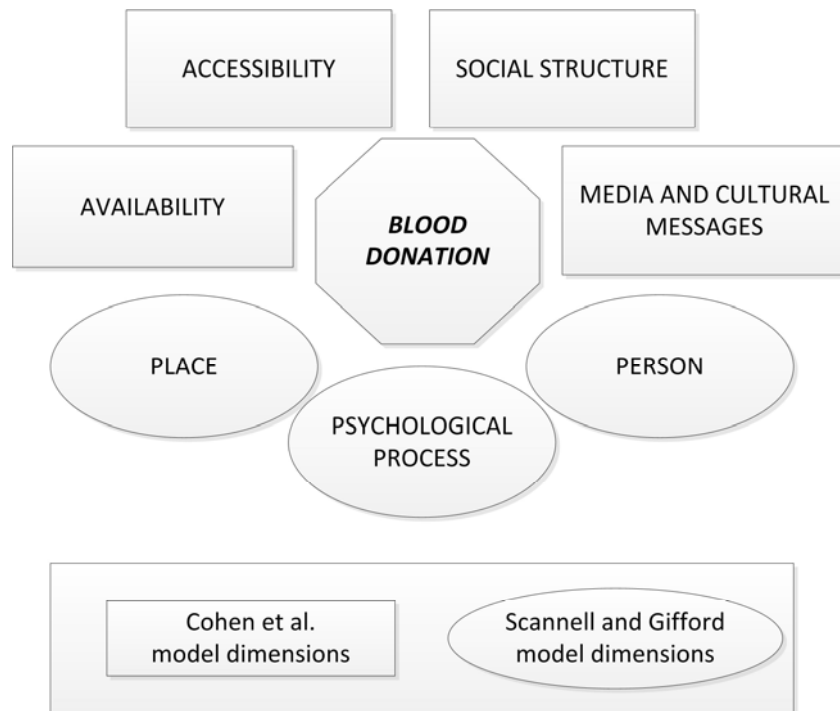 ACCESSIBILITY
SOCIAL STRUCTURE
AVAILABILITY
BLOOD
DONATION
MEDIA AND CULTURAL
MESSAGES
PLACE
PERSON
PSYCHOLOGICAL
PROCESS
Cohen et al.
model dimensions
Scannell and Gifford
model dimensions